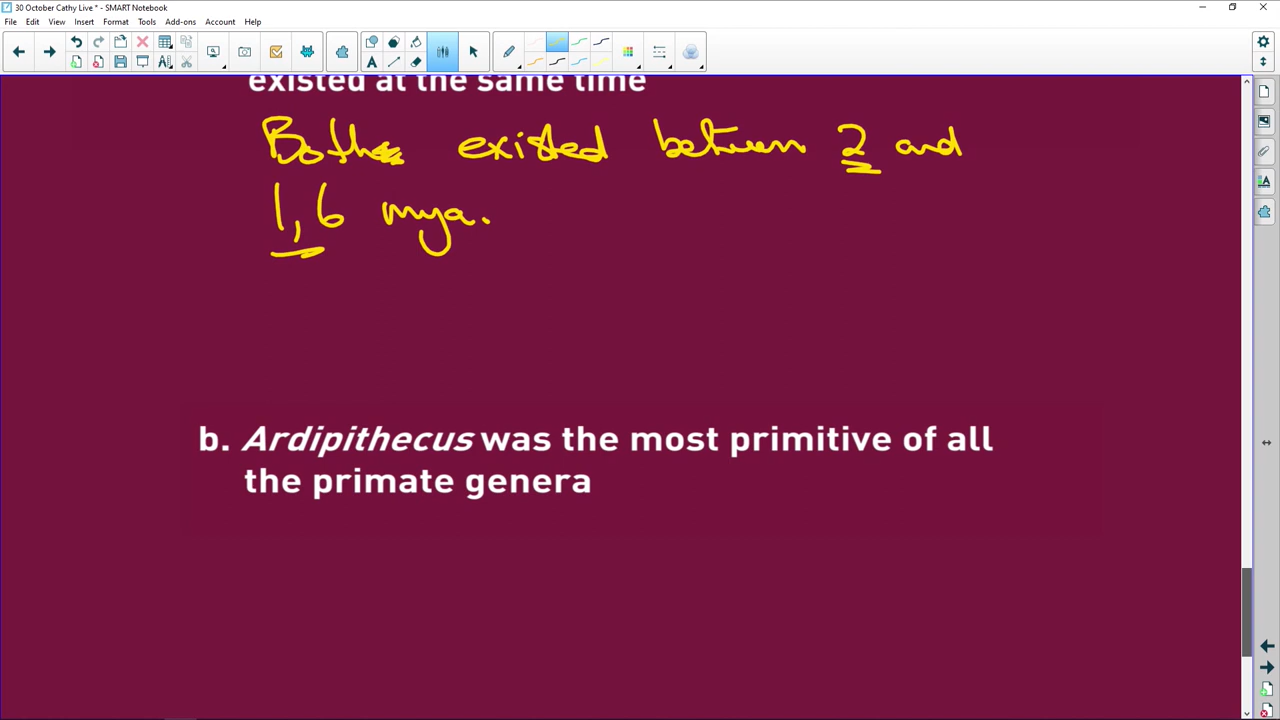 30 October Cathy Live * - SMART Notebook
File Edit View Insert Format Tools Add-ons Account Help
existed at the same time
Both existed between 2 and
1,6 mya.
b. Ardipithecus was the most primitive of all
the primate genera